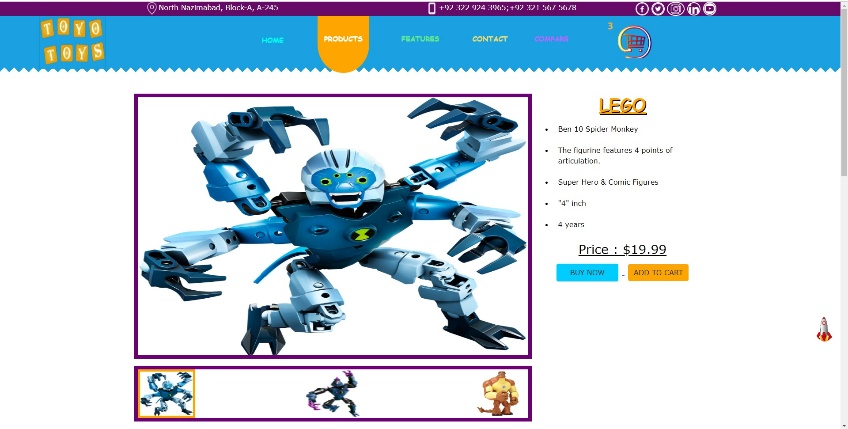 North Nazimabad, Block-A, A-245
+92 322 924 3965; +92 321 567 5678
TOYO
TOYS
HOME
PRODUCTS
FEATURES
CONTACT
COMPARE
3
LEGO
Ben 10 Spider Monkey
The figurine features 4 points of
articulation.
Super Hero & Comic Figures
"4" inch
4 years
Price : $19.99
BUY NOW - ADD TO CART